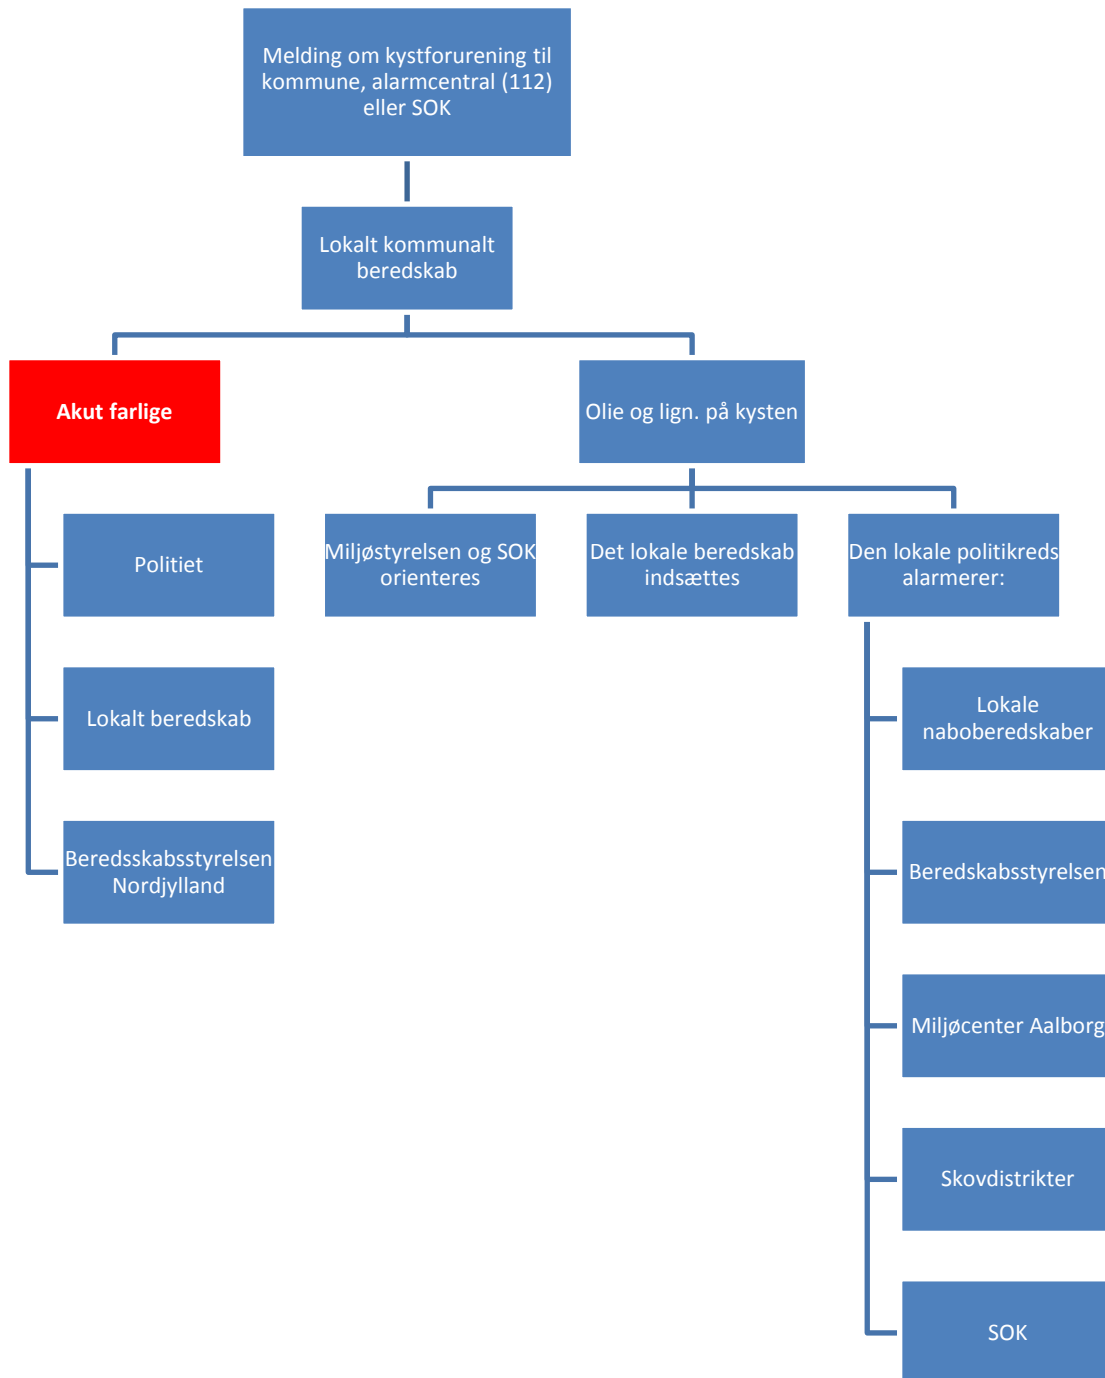 Melding om kystforurening til
kommune, alarmcentral (112)
eller SOK
Lokalt kommunalt
beredskab
Akut farlige
Olie og lign. på kysten
Politiet
Miljøstyrelsen og SOK
orienteres
Det lokale beredskab
indsættes
Den lokale politikreds
alarmerer:
Lokalt beredskab
Lokale
naboberedskaber
Beredsskabsstyrelsen
Nordjylland
Beredskabsstyrelsen
Miljøcenter Aalborg
Skovdistrikter
SOK